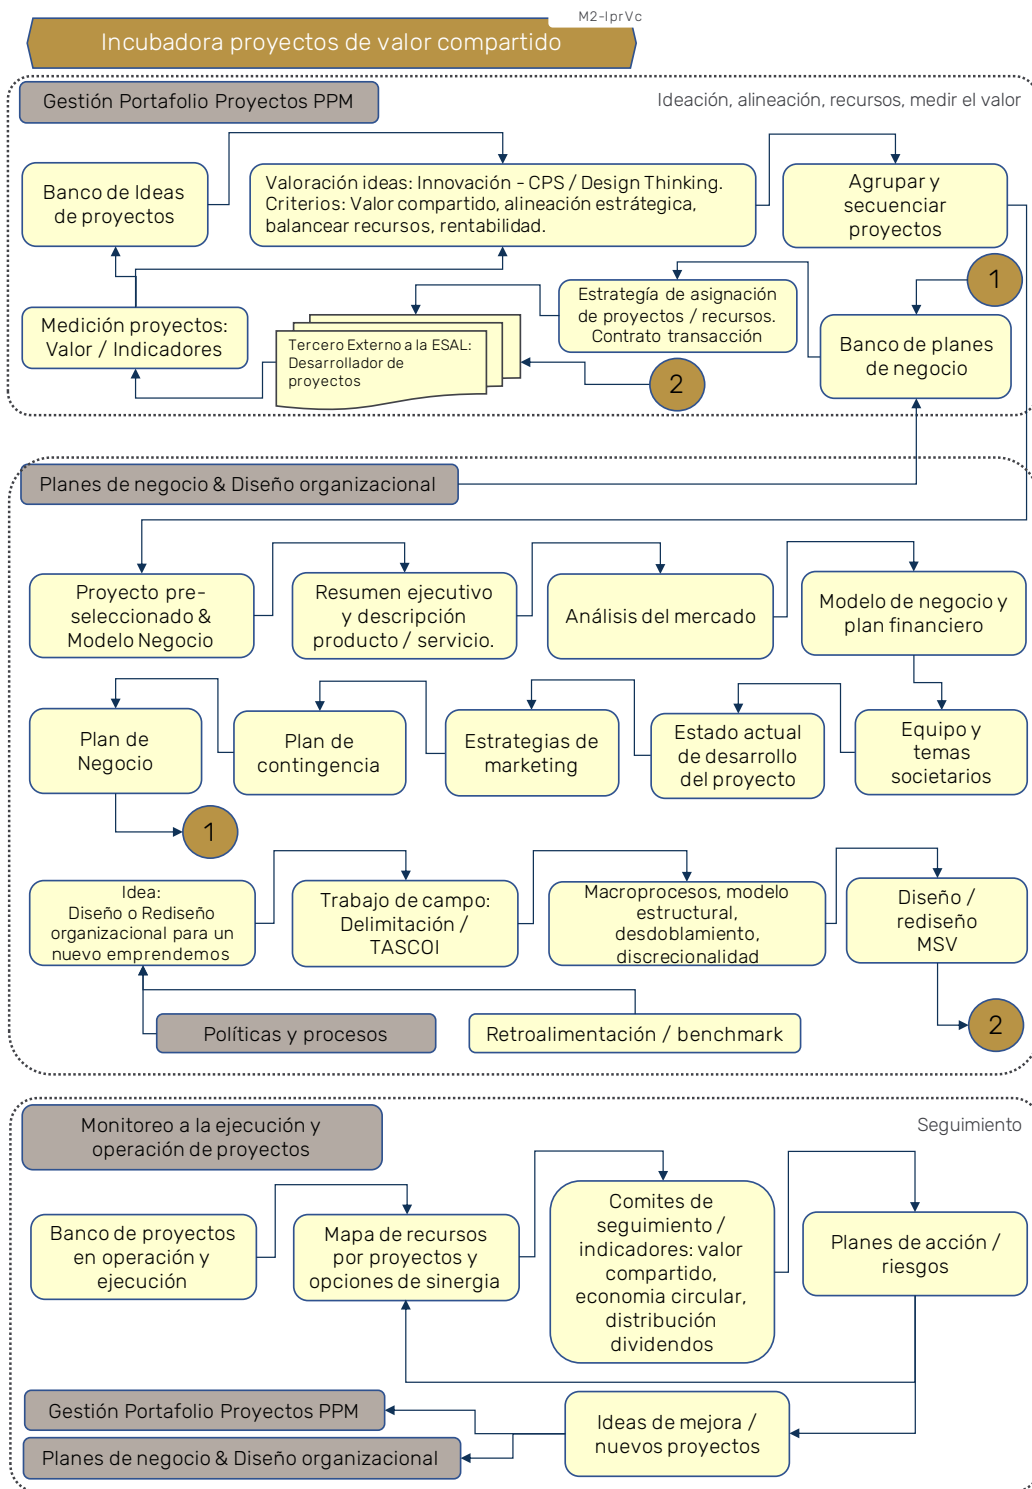 M2-IprVc
Incubadora proyectos de valor compartido
Gestión Portafolio Proyectos PPM
Ideación, alineación, recursos, medir el valor
Banco de Ideas
de proyectos
Valoración ideas: Innovación - CPS / Design Thinking.
Criterios: Valor compartido, alineación estrátegica,
balancear recursos, rentabilidad.
Agrupar y
secuenciar
proyectos
1
Medición proyectos:
Valor / Indicadores
Tercero Externo a la ESAL:
Desarrollador de
proyectos
Estrategía de asignación
de proyectos / recursos.
Contrato transacción
2
Banco de planes
de negocio
Planes de negocio & Diseño organizacional
Proyecto pre-
seleccionado &
Modelo Negocio
Resumen ejecutivo
y descripción
producto / servicio.
Análisis del mercado
Modelo de negocio y
plan financiero
Plan de
Negocio
Plan de
contingencia
Estrategias de
marketing
Estado actual
de desarrollo
del proyecto
Equipo y
temas
societarios
1
Idea:
Diseño o Rediseño
organizacional para un
nuevo emprendemos
Trabajo de campo:
Delimitación /
TASCOI
Macroprocesos, modelo
estructural,
desdoblamiento,
discrecionalidad
Diseño /
rediseño
MSV
Políticas y procesos
Retroalimentación / benchmark
2
Monitoreo a la ejecución y
operación de proyectos
Seguimiento
Banco de proyectos
en operación y
ejecución
Mapa de recursos
por proyectos y
opciones de sinergia
Comites de
seguimiento /
indicadores: valor
compartido,
economia circular,
distribución
dividendos
Planes de acción /
riesgos
Gestión Portafolio Proyectos PPM
Planes de negocio & Diseño organizacional
Ideas de mejora /
nuevos proyectos